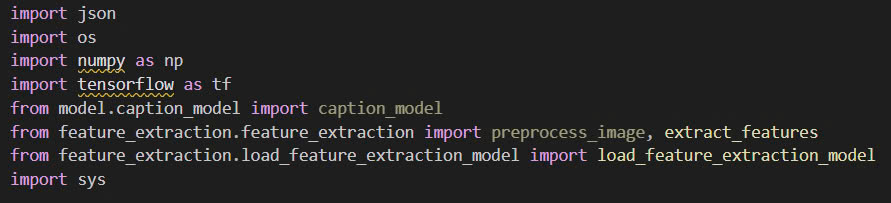 import json
import os
import numpy as np
import tensorflow as tf
from model.caption_model import caption_model
from feature_extraction.feature_extraction import preprocess_image, extract_features
from feature_extraction.load_feature_extraction_model import load_feature_extraction_model
import sys